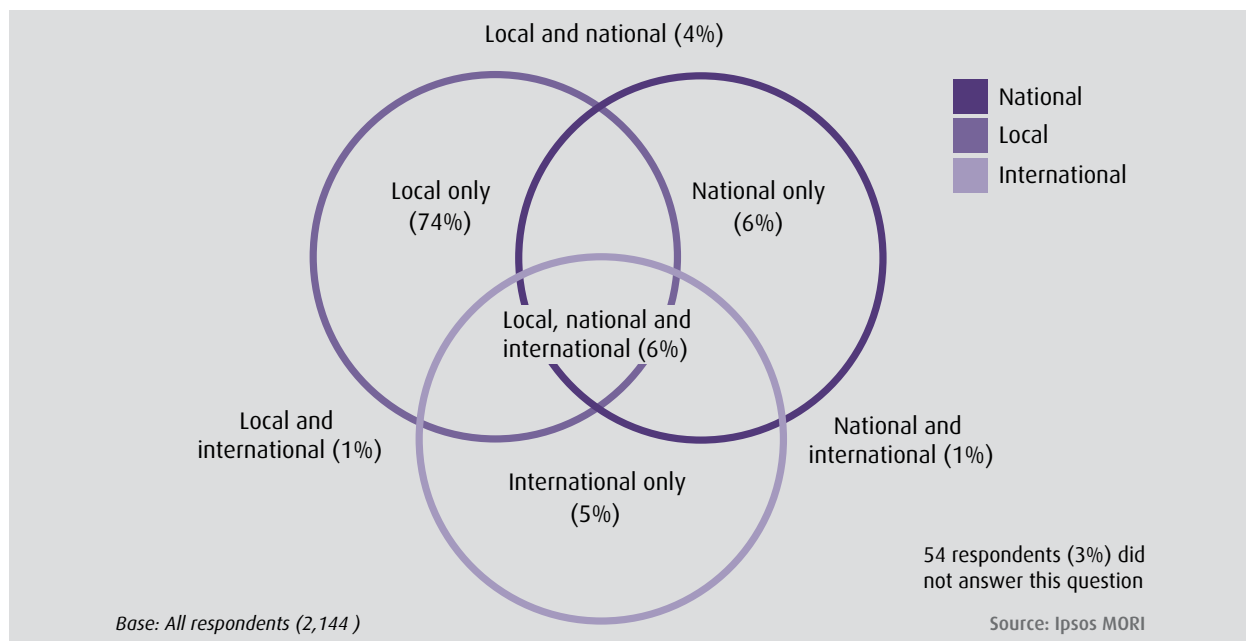 Local and national (4%)
National
Local
International
Local only
(74%)
National only
(6%)
Local, national and
international (6%)
Local and
international (1%)
National and
international (1%)
International only
(5%)
54 respondents (3%) did
not answer this question
Base: All respondents (2,144 )
Source: Ipsos MORI